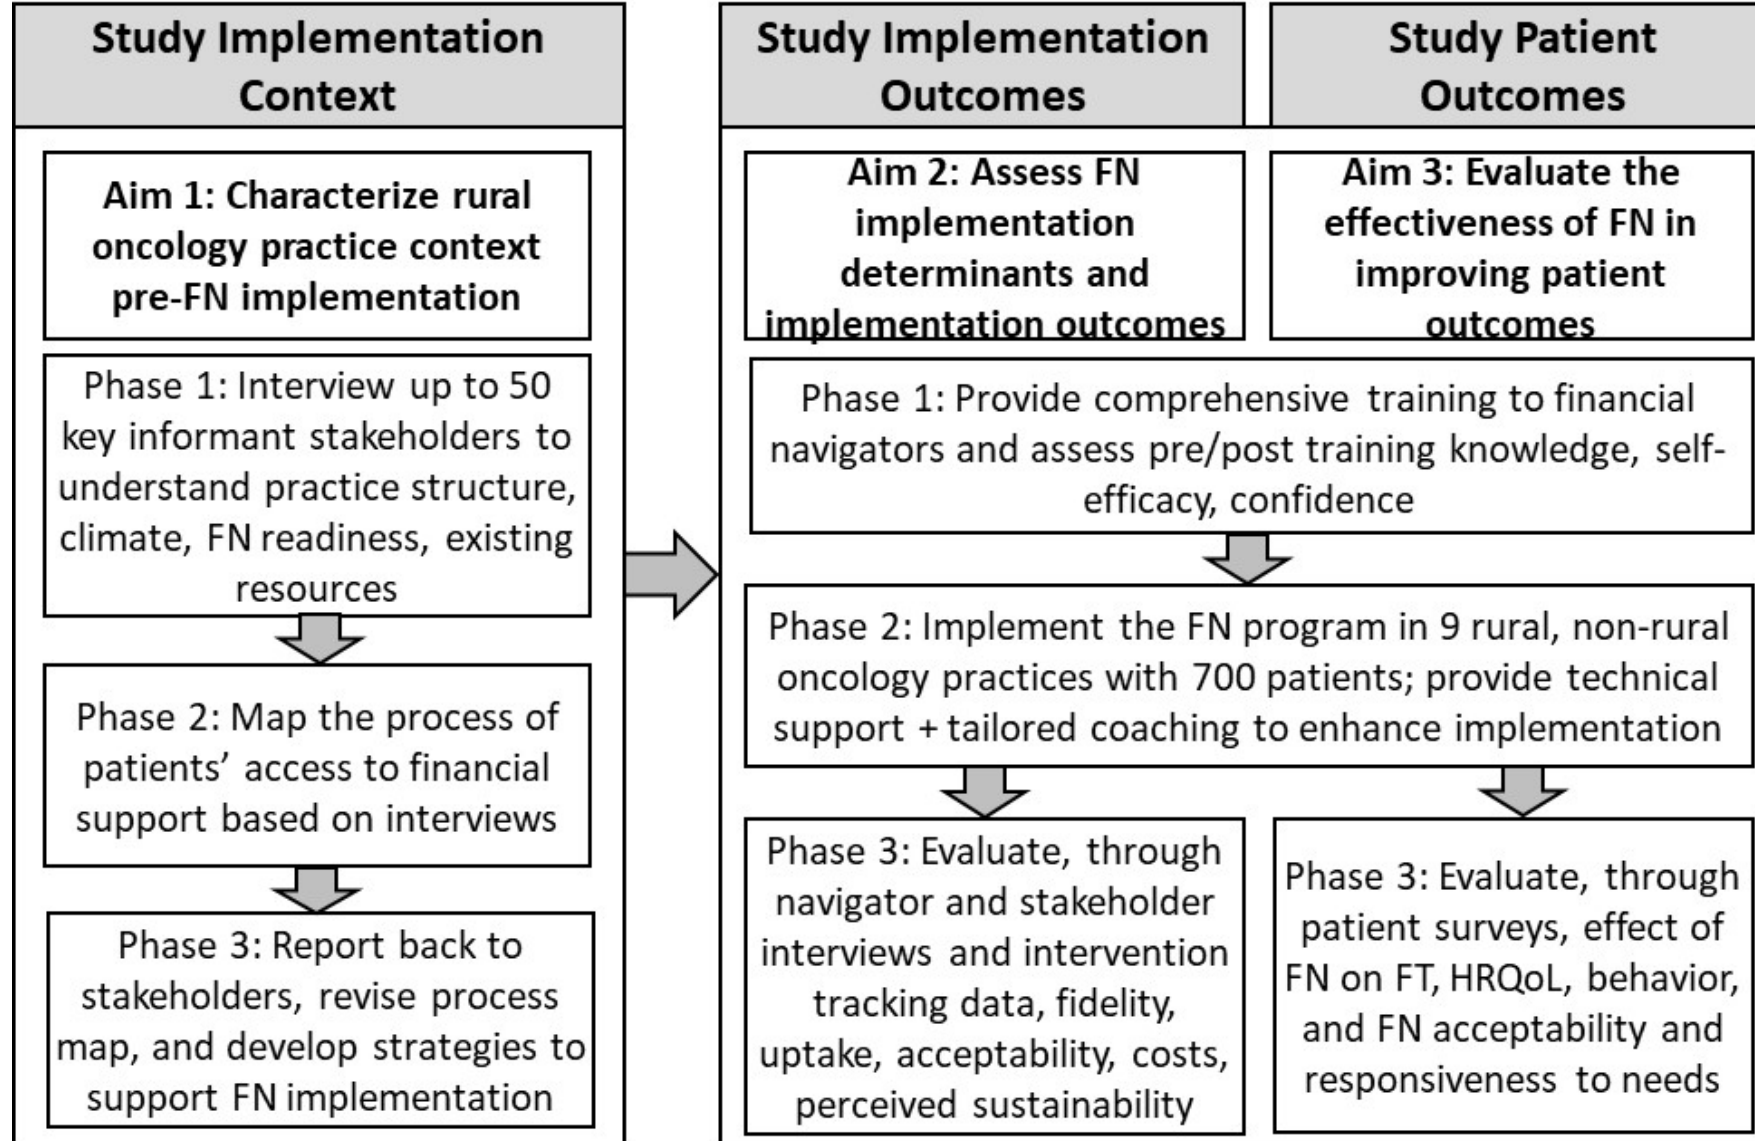 Study Implementation
Context
Aim 1: Characterize rural
oncology practice context
pre-FN implementation
Phase 1: Interview up to 50
key informant stakeholders to
understand practice structure,
climate, FN readiness, existing
resources
Phase 2: Map the process of
patients’ access to financial
support based on interviews
Phase 3: Report back to
stakeholders, revise process
map, and develop strategies to
support FN implementation
Study Implementation
Outcomes
Study Patient
Outcomes
Aim 2: Assess FN
implementation
determinants and
implementation outcomes
Aim 3: Evaluate the
effectiveness of FN in
improving patient
outcomes
Phase 1: Provide comprehensive training to financial
navigators and assess pre/post training knowledge, self-
efficacy, confidence
Phase 2: Implement the FN program in 9 rural, non-rural
oncology practices with 700 patients; provide technical
support + tailored coaching to enhance implementation
Phase 3: Evaluate, through
navigator and stakeholder
interviews and intervention
tracking data, fidelity,
uptake, acceptability, costs,
perceived sustainability
Phase 3: Evaluate, through
patient surveys, effect of
FN on FT, HRQoL, behavior,
and FN acceptability and
responsiveness to needs